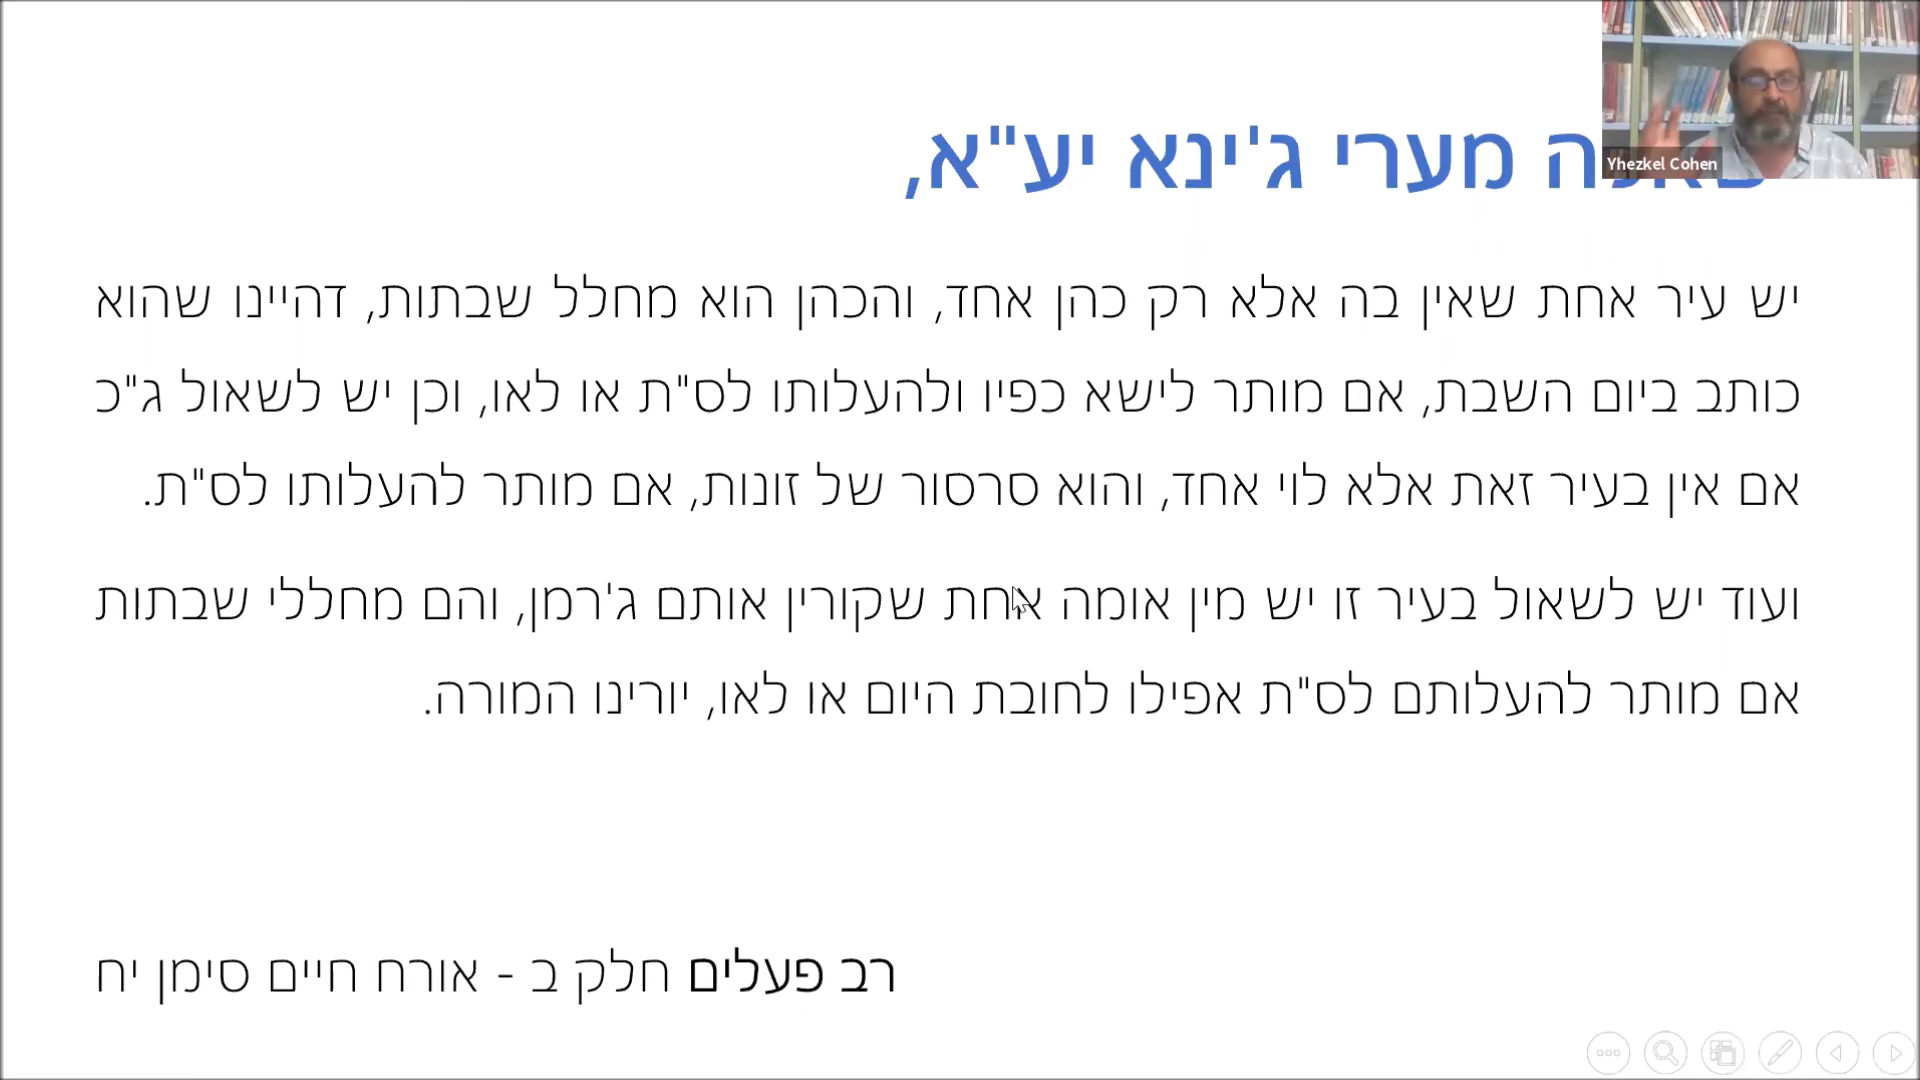 מערי ג'ינא יע"א,
Yhezkel Cohen
יש עיר אחת שאין בה אלא רק כהן אחד, והכהן הוא מחלל שבתות, דהיינו שהוא
כותב ביום השבת, אם מותר לישא כפיו ולהעלותו לס"ת או לאו, וכן יש לשאול ג"כ
אם אין בעיר זאת אלא לוי אחד, והוא סרסור של זונות, אם מותר להעלותו לס"ת.
ועוד יש לשאול בעיר זו יש מין אומה אחת שקורין אותם ג'רמן, והם מחללי שבתות
אם מותר להעלותם לס"ת אפילו לחובת היום או לאו, יורינו המורה.
רב פעלים חלק ב - אורח חיים סימן יח